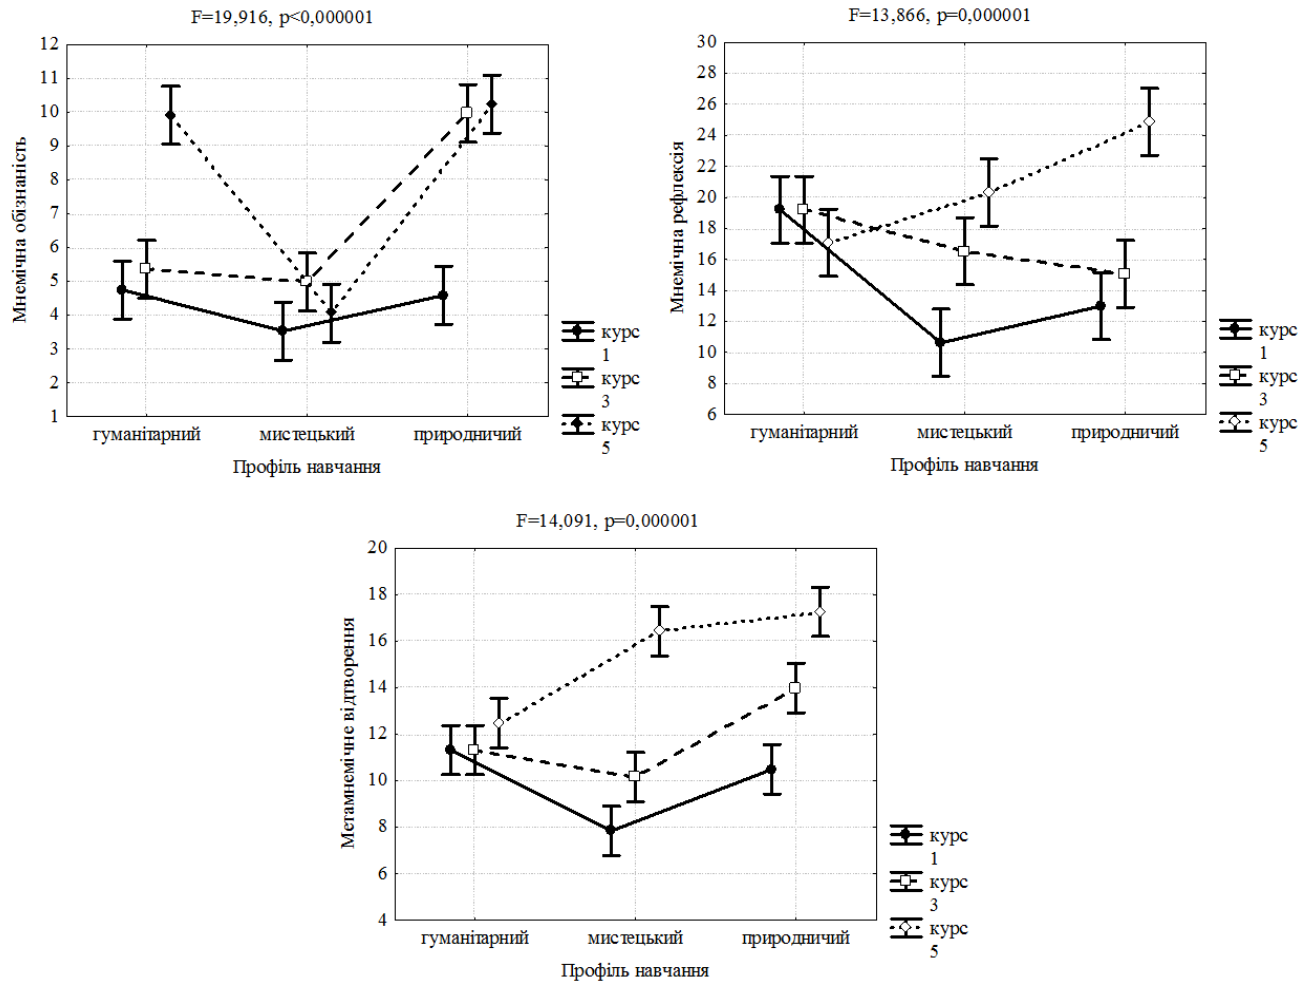 F=19,916, p<0,000001
Мнемічна обізнаність
12
11
10
9
8
7
6
5
4
3
2
1
гуманітарний
мистецький
природничий
Профіль навчання
курс
1
курс
3
курс
5
F=13,866, p=0,000001
Мнемічна рефлексія
30
28
26
24
22
20
18
16
14
12
10
8
6
гуманітарний
мистецький
природничий
Профіль навчання
курс
1
курс
3
курс
5
F=14,091, p=0,000001
Метамнемічне відтворення
20
18
16
14
12
10
8
6
4
гуманітарний
мистецький
природничий
Профіль навчання
курс
1
курс
3
курс
5